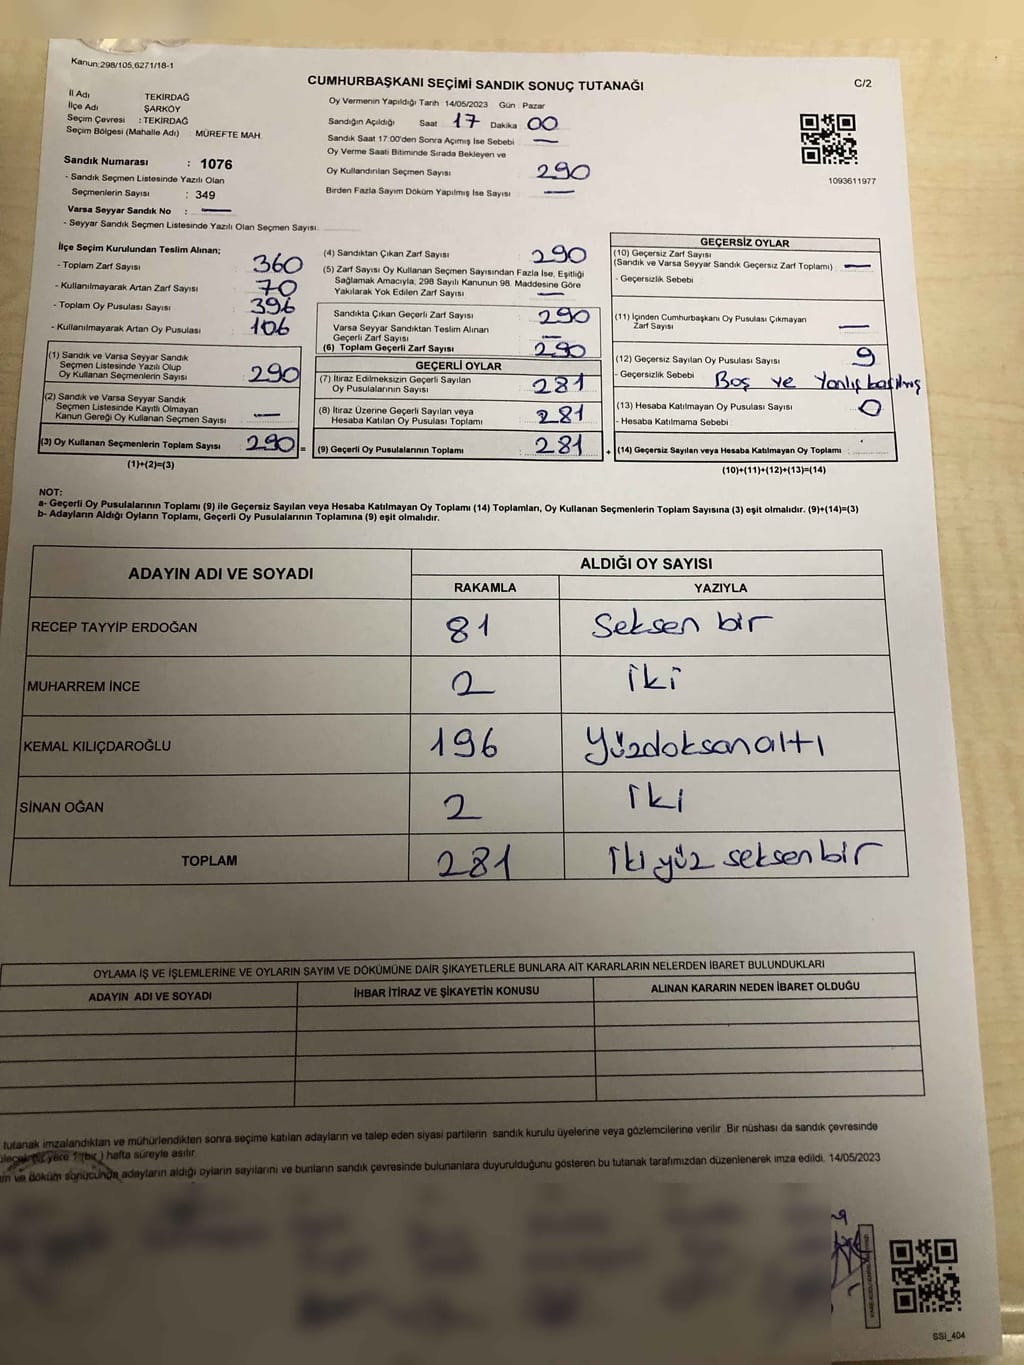 Kanun:298/105,6271/18-1
CUMHURBAŞKANI SEÇİMİ SANDIK SONUÇ TUTANAĞI
C/2
İl Adı TEKİRDAĞ
İlçe Adı ŞARKÖY
Seçim Çevresi : TEKİRDAĞ
Seçim Bölgesi (Mahalle Adı) : MÜREFTE MAH.
Sandık Numarası : 1076
- Sandık Seçmen Listesinde Yazılı Olan
Seçmenlerin Sayısı : 349
Varsa Seyyar Sandık No : —
- Seyyar Sandık Seçmen Listesinde Yazılı Olan Seçmen Sayısı:
Oy Vermenin Yapıldığı Tarih 14/05/2023 Gün : Pazar
Sandığın Açıldığı Saat 17 Dakika 00
Sandık Saat 17:00'den Sonra Açımış İse Sebebi —
Oy Verme Saati Bitiminde Sırada Bekleyen ve
Oy Kullandırılan Seçmen Sayısı 290
Birden Fazla Sayım Döküm Yapılmış İse Sayısı —
1093611977
İlçe Seçim Kurulundan Teslim Alınan;
- Toplam Zarf Sayısı 360
- Kullanılmayarak Artan Zarf Sayısı 70
- Toplam Oy Pusulası Sayısı 396
- Kullanılmayarak Artan Oy Pusulası 106
(1) Sandık ve Varsa Seyyar Sandık
Seçmen Listesinde Yazılı Olup
Oy Kullanan Seçmenlerin Sayısı 290
(2) Sandık ve Varsa Seyyar Sandık
Seçmen Listesinde Kayıtlı Olmayan
Kanun Gereği Oy Kullanan Seçmen Sayısı —
(3) Oy Kullanan Seçmenlerin Toplam Sayısı 290 =
(1)+(2)=(3)
(4) Sandıktan Çıkan Zarf Sayısı 290
(5) Zarf Sayısı Oy Kullanan Seçmen Sayısından Fazla İse, Eşitliği
Sağlamak Amacıyla, 298 Sayılı Kanunun 98. Maddesine Göre
Yakılarak Yok Edilen Zarf Sayısı —
Sandıkta Çıkan Geçerli Zarf Sayısı 290
Varsa Seyyar Sandıktan Teslim Alınan
Geçerli Zarf Sayısı —
(6) Toplam Geçerli Zarf Sayısı 290
GEÇERLİ OYLAR
(7) İtiraz Edilmeksizin Geçerli Sayılan
Oy Pusulalarının Sayısı 281
(8) İtiraz Üzerine Geçerli Sayılan veya
Hesaba Katılan Oy Pusulası Toplamı 281
(9) Geçerli Oy Pusulalarının Toplamı 281 +
GEÇERSİZ OYLAR
(10) Geçersiz Zarf Sayısı
(Sandık ve Varsa Seyyar Sandık Geçersiz Zarf Toplamı) —
- Geçersizlik Sebebi
(11) İçinden Cumhurbaşkanı Oy Pusulası Çıkmayan
Zarf Sayısı —
(12) Geçersiz Sayılan Oy Pusulası Sayısı 9
- Geçersizlik Sebebi Boş ve Yanlış basılmış
(13) Hesaba Katılmayan Oy Pusulası Sayısı 0
- Hesaba Katılmama Sebebi
(14) Geçersiz Sayılan veya Hesaba Katılmayan Oy Toplamı :
(10)+(11)+(12)+(13)=(14)
NOT:
a- Geçerli Oy Pusulalarının Toplamı (9) ile Geçersiz Sayılan veya Hesaba Katılmayan Oy Toplamı (14) Toplamları, Oy Kullanan Seçmenlerin Toplam Sayısına (3) eşit olmalıdır. (9)+(14)=(3)
b- Adayların Aldığı Oyların Toplamı, Geçerli Oy Pusulalarının Toplamına (9) eşit olmalıdır.
ADAYIN ADI VE SOYADI
ALDIĞI OY SAYISI
RAKAMLA YAZIYLA
RECEP TAYYİP ERDOĞAN 81 Seksen bir
MUHARREM İNCE 2 İki
KEMAL KILIÇDAROĞLU 196 Yüzdoksanaltı
SİNAN OĞAN 2 İki
TOPLAM 281 İki yüz seksen bir
OYLAMA İŞ VE İŞLEMLERİNE VE OYLARIN SAYIM VE DÖKÜMÜNE DAİR ŞİKAYETLERLE BUNLARA AİT KARARLARIN NELERDEN İBARET BULUNDUKLARI
ADAYIN ADI VE SOYADI İHBAR İTİRAZ VE ŞİKAYETİN KONUSU ALINAN KARARIN NEDEN İBARET OLDUĞU
tutanak imzalandıktan ve mühürlendikten sonra seçime katılan adayların ve talep eden siyasi partilerin sandık kurulu üyelerine veya gözlemcilerine verilir. Bir nüshası da sandık çevresinde
yere 1 (bir) hafta süreyle asılır.
ve döküm sonucunda adayların aldığı oyların sayılarını ve bunların sandık çevresinde bulunanlara duyurulduğunu gösteren bu tutanak tarafımızdan düzenlenerek imza edildi. 14/05/2023
SSI_404